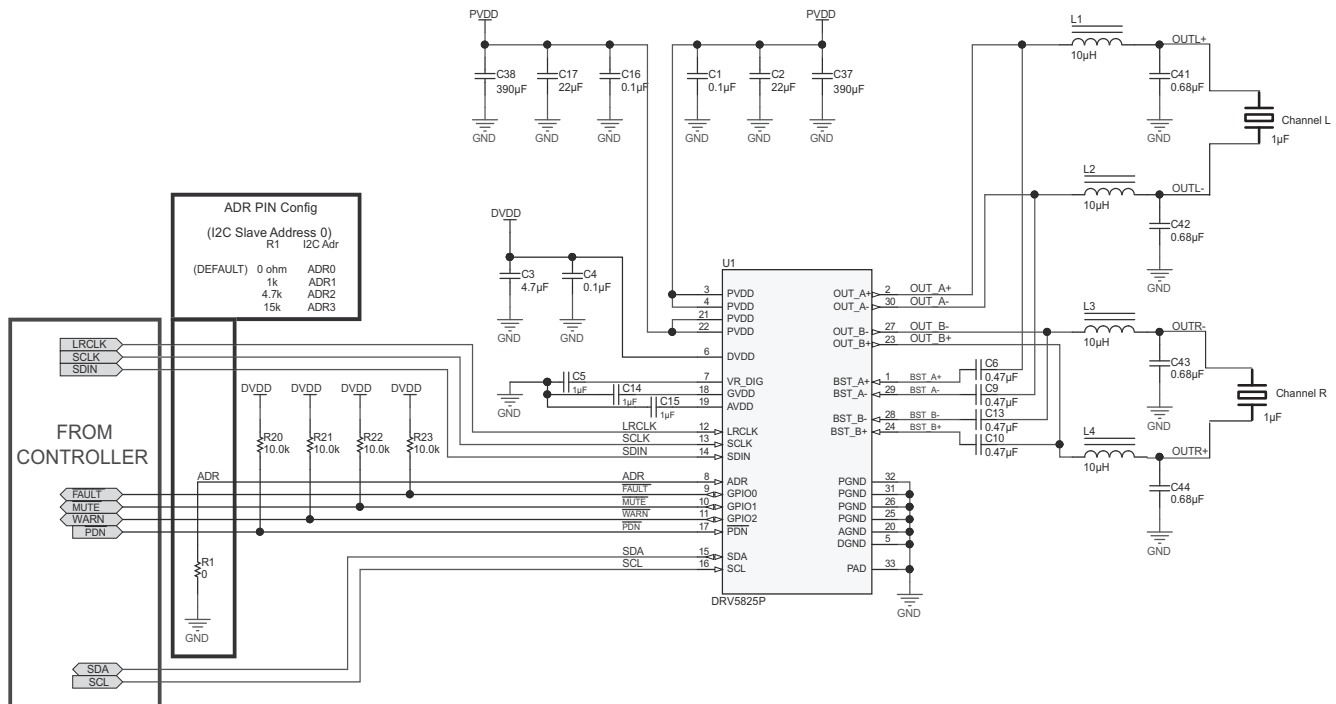 PVDD
PVDD
C38
390µF
C17
22µF
C16
0.1µF
C1
0.1µF
C2
22µF
C37
390µF
GND
GND
GND
GND
GND
GND
L1
10µH
OUTL+
C41
0.68µF
GND
Channel L
1µF
L2
10µH
OUTL-
C42
0.68µF
GND
ADR PIN Config
(I2C Slave Address 0)
R1 I2C Adr
(DEFAULT) 0 ohm ADR0
1k ADR1
4.7k ADR2
15k ADR3
DVDD
C3
4.7µF
C4
0.1µF
GND
GND
U1
3 PVDD
4 PVDD
21 PVDD
22 PVDD
6 DVDD
7 VR_DIG
18 GVDD
19 AVDD
12 LRCLK
13 SCLK
14 SDIN
8 ADR
9 GPIO0
10 GPIO1
11 GPIO2
17 PDN
15 SDA
16 SCL
OUT_A+ 2 OUT_A+
OUT_A- 30 OUT_A-
OUT_B- 27 OUT_B-
OUT_B+ 23 OUT_B+
BST_A+ 1 BST_A+
BST_A- 29 BST_A-
BST_B- 28 BST_B-
BST_B+ 24 BST_B+
PGND 32
PGND 31
PGND 26
PGND 25
AGND 20
DGND 5
PAD 33
DRV5825P
GND
C6
0.47µF
C9
0.47µF
C13
0.47µF
C10
0.47µF
L3
10µH
OUTR-
C43
0.68µF
GND
Channel R
1µF
L4
10µH
OUTR+
C44
0.68µF
GND
C5
1µF
C14
1µF
C15
1µF
GND
LRCLK
SCLK
SDIN
LRCLK
SCLK
SDIN
DVDD DVDD DVDD DVDD
R20
10.0k
R21
10.0k
R22
10.0k
R23
10.0k
FROM
CONTROLLER
ADR
ADR
FAULT
FAULT
MUTE
MUTE
WARN
WARN
PDN
PDN
SDA
SCL
R1
0
GND
SDA
SCL